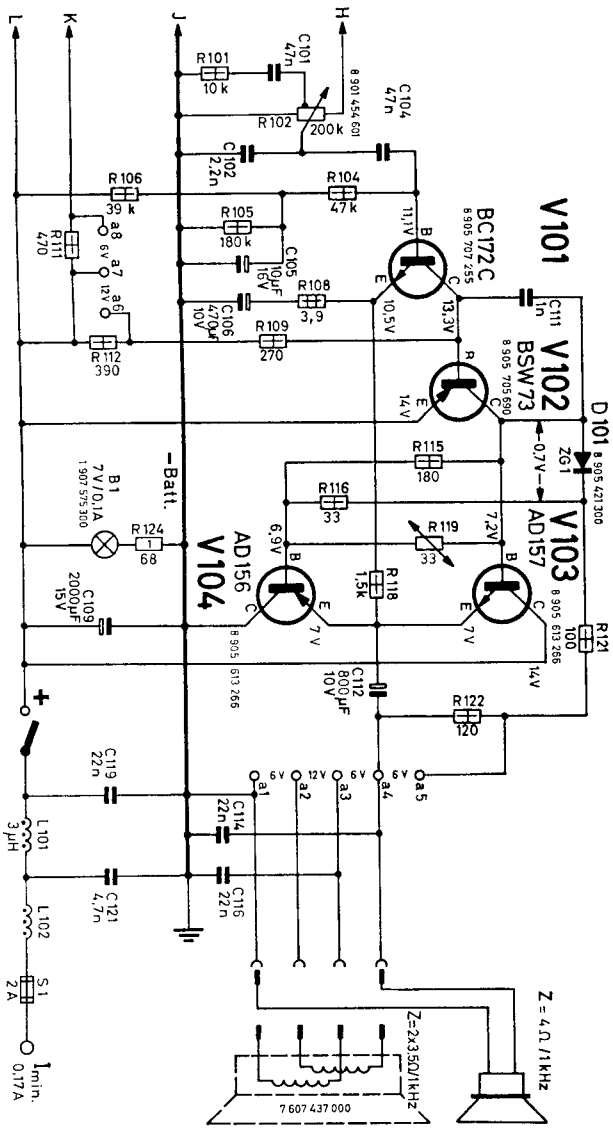 L
K
J
H
R101
10 k
C101
47n
8 901 454 601
R102
200k
C104
47n
C102
2,2n
R106
39 k
R104
47 k
R105
180 k
C105
10µF
16V
R111
470
a8
6V
a7
12V
a6
R112
390
C106
470µF
10V
R108
3,9
R109
270
V101
BC172C
8 905 707 255
11,1V
B
E
C
10,5V
13,3V
C111
1n
V102
BSW73
8 905 705 690
B
E
C
14V
D101
ZG1
8 905 421 300
0,7V
R115
180
R116
33
R119
33
R118
1,5k
V103
AD157
8 905 613 266
7,2V
B
E
C
7V
14V
R121
100
V104
AD156
8 905 613 266
6,9V
B
E
C
7V
-Batt.
B1
7V/0,1A
1 907 575 300
R124
1
68
C109
2000µF
15V
C112
800µF
10V
R122
120
+
a1
6V
a2
12V
a3
6V
a4
6V
a5
C119
22n
C114
22n
C116
22n
L101
3µH
C121
4,7n
L102
S1
2A
I min.
0,17A
Z=4Ω/1kHz
Z=2x3,5Ω/1kHz
7 607 437 000